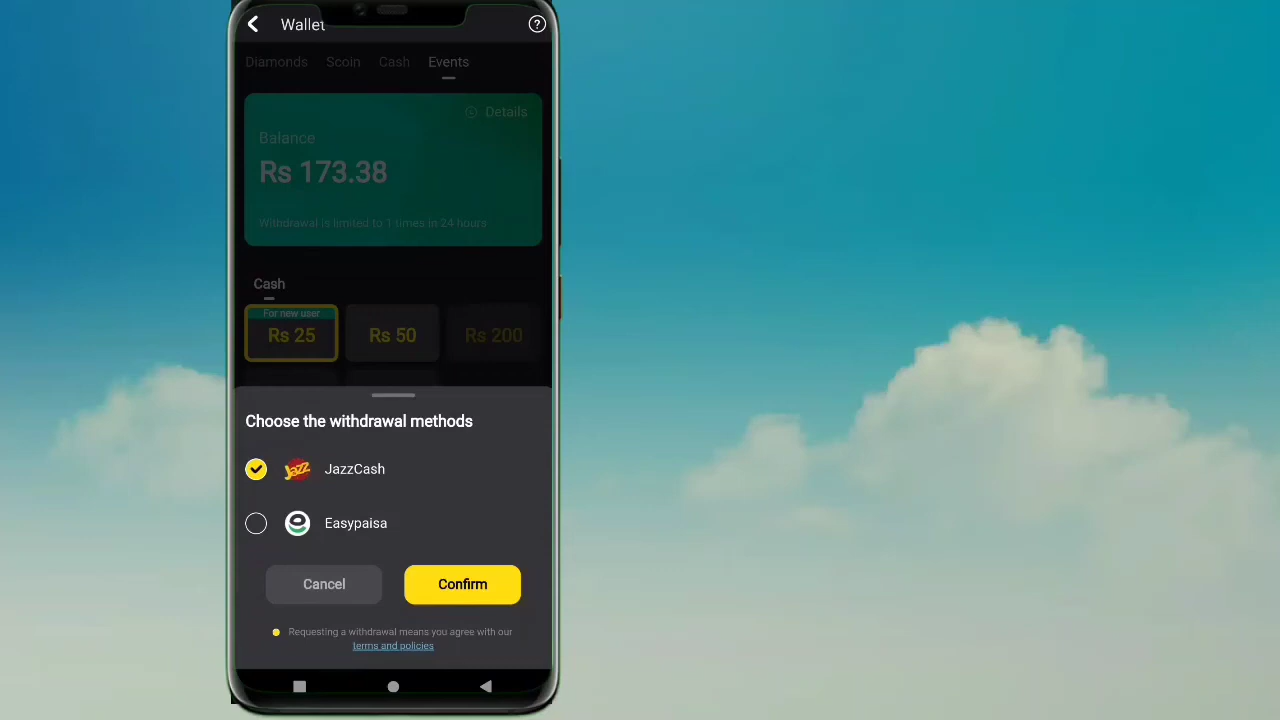 Wallet
?
Diamonds Scoin Cash Events
Details
Balance
Rs 173.38
Withdrawal is limited to 1 times in 24 hours
Cash
For new user
Rs 25 Rs 50 Rs 200
Choose the withdrawal methods
Jazz JazzCash
e Easypaisa
Cancel Confirm
Requesting a withdrawal means you agree with our
terms and policies